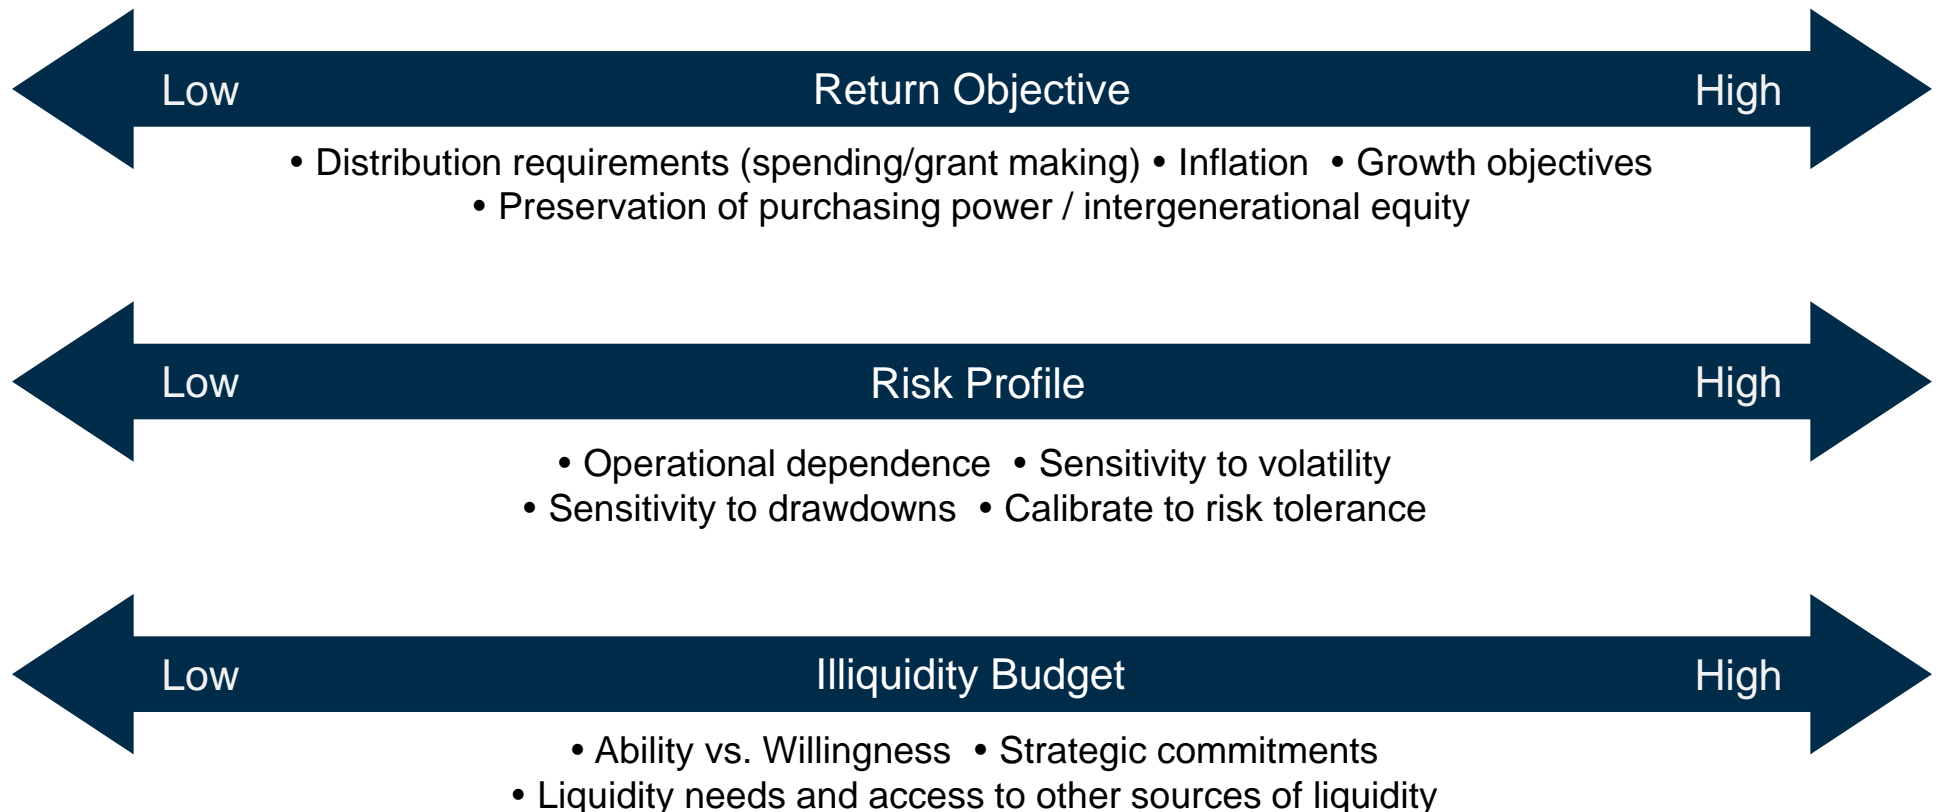 Low Return Objective High
• Distribution requirements (spending/grant making) • Inflation • Growth objectives
• Preservation of purchasing power / intergenerational equity
Low Risk Profile High
• Operational dependence • Sensitivity to volatility
• Sensitivity to drawdowns • Calibrate to risk tolerance
Low Illiquidity Budget High
• Ability vs. Willingness • Strategic commitments
• Liquidity needs and access to other sources of liquidity